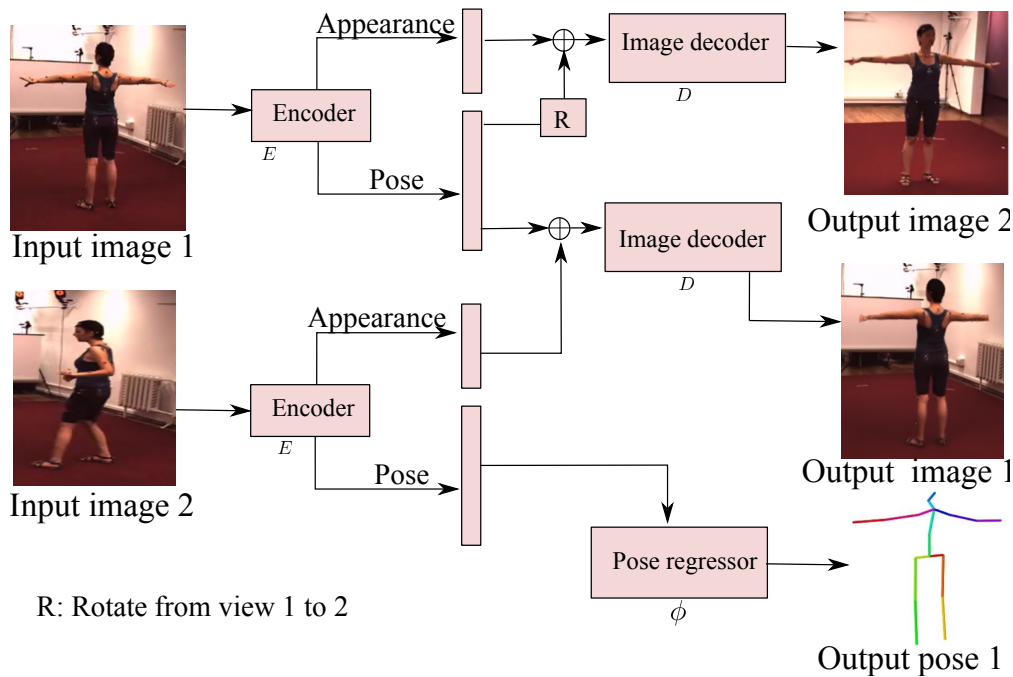 Appearance
Image decoder
D
R
Encoder
E
Pose
Input image 1
Output image 2
Image decoder
D
Appearance
Encoder
E
Pose
Input image 2
Output image 1
Pose regressor
ϕ
R: Rotate from view 1 to 2
Output pose 1